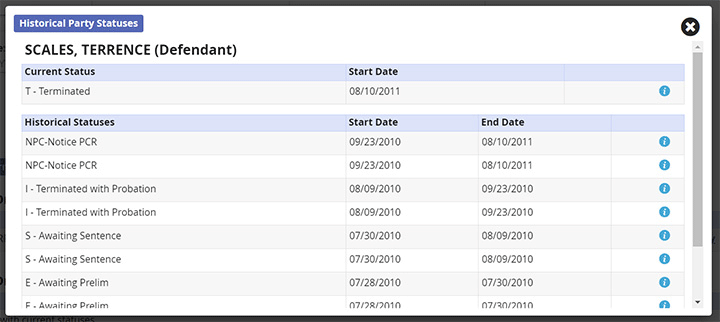 Historical Party Statuses
SCALES, TERRENCE (Defendant)
Current Status Start Date
T - Terminated 08/10/2011
Historical Statuses Start Date End Date
NPC-Notice PCR 09/23/2010 08/10/2011
NPC-Notice PCR 09/23/2010 08/10/2011
I - Terminated with Probation 08/09/2010 09/23/2010
I - Terminated with Probation 08/09/2010 09/23/2010
S - Awaiting Sentence 07/30/2010 08/09/2010
S - Awaiting Sentence 07/30/2010 08/09/2010
E - Awaiting Prelim 07/28/2010 07/30/2010
E - Awaiting Prelim 07/28/2010 07/30/2010
with current statuses